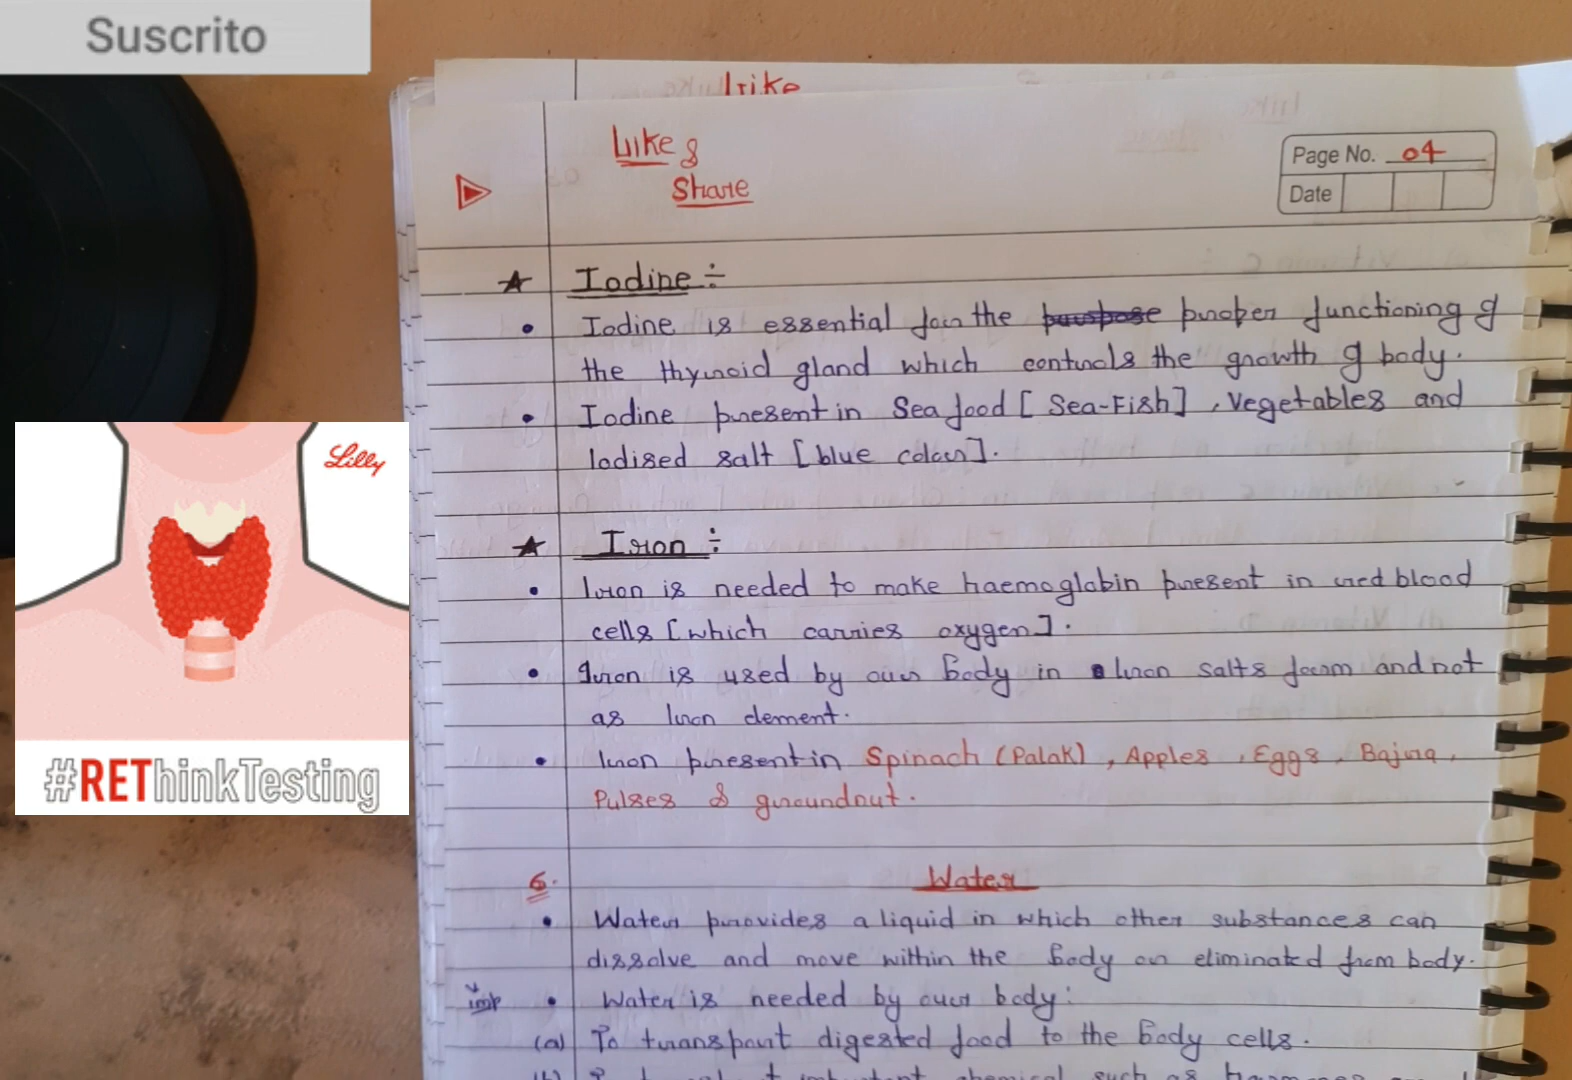 Suscrito
Like
Like &
Share
Page No. 04
Date
★ Iodine ÷
• Iodine is essential for the purpose proper functioning of
the thyroid gland which controls the growth of body.
• Iodine present in Sea food [ Sea-Fish] , Vegetables and
Iodised salt [blue colour].
★ Iron ÷
• Iron is needed to make haemoglobin present in red blood
cells [which carries oxygen].
• Iron is used by our body in Iron salts form and not
as Iron element.
• Iron present in Spinach (Palak) , Apples , Eggs , Bajra ,
Pulses & groundnut.
6. Water
• Water provides a liquid in which other substances can
dissolve and move within the body or eliminated from body.
imp • Water is needed by our body:
(a) To transport digested food to the body cells.
(b) important chemical such as
Lilly
#REThinkTesting